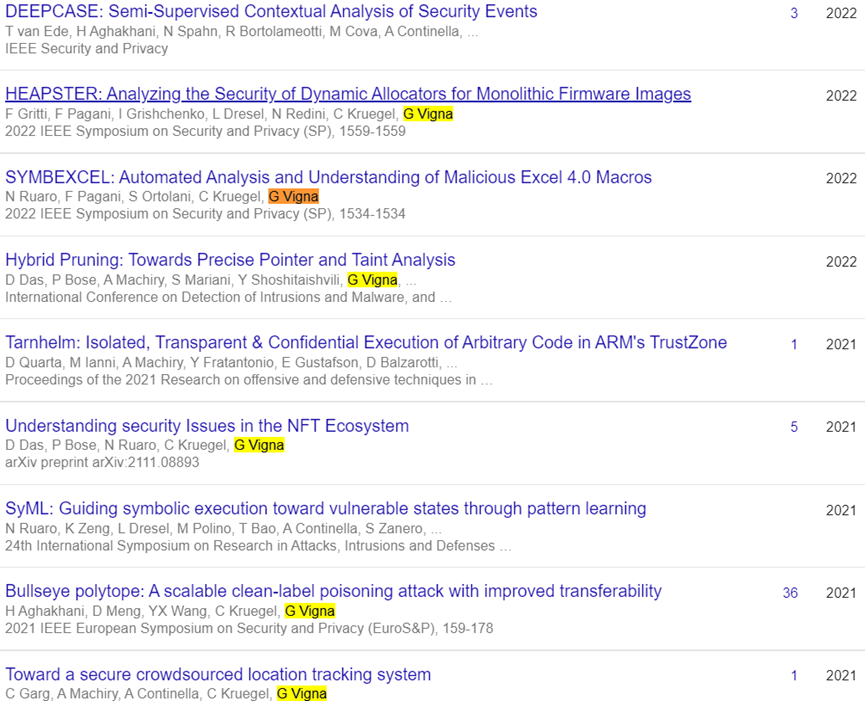 DEEPCASE: Semi-Supervised Contextual Analysis of Security Events 3 2022
T van Ede, H Aghakhani, N Spahn, R Bortolameotti, M Cova, A Continella, ...
IEEE Security and Privacy
HEAPSTER: Analyzing the Security of Dynamic Allocators for Monolithic Firmware Images 2022
F Gritti, F Pagani, I Grishchenko, L Dresel, N Redini, C Kruegel, G Vigna
2022 IEEE Symposium on Security and Privacy (SP), 1559-1559
SYMBEXCEL: Automated Analysis and Understanding of Malicious Excel 4.0 Macros 2022
N Ruaro, F Pagani, S Ortolani, C Kruegel, G Vigna
2022 IEEE Symposium on Security and Privacy (SP), 1534-1534
Hybrid Pruning: Towards Precise Pointer and Taint Analysis 2022
D Das, P Bose, A Machiry, S Mariani, Y Shoshitaishvili, G Vigna, ...
International Conference on Detection of Intrusions and Malware, and ...
Tarnhelm: Isolated, Transparent & Confidential Execution of Arbitrary Code in ARM's TrustZone 1 2021
D Quarta, M Ianni, A Machiry, Y Fratantonio, E Gustafson, D Balzarotti, ...
Proceedings of the 2021 Research on offensive and defensive techniques in ...
Understanding security Issues in the NFT Ecosystem 5 2021
D Das, P Bose, N Ruaro, C Kruegel, G Vigna
arXiv preprint arXiv:2111.08893
SyML: Guiding symbolic execution toward vulnerable states through pattern learning 2021
N Ruaro, K Zeng, L Dresel, M Polino, T Bao, A Continella, S Zanero, ...
24th International Symposium on Research in Attacks, Intrusions and Defenses ...
Bullseye polytope: A scalable clean-label poisoning attack with improved transferability 36 2021
H Aghakhani, D Meng, YX Wang, C Kruegel, G Vigna
2021 IEEE European Symposium on Security and Privacy (EuroS&P), 159-178
Toward a secure crowdsourced location tracking system 1 2021
C Garg, A Machiry, A Continella, C Kruegel, G Vigna